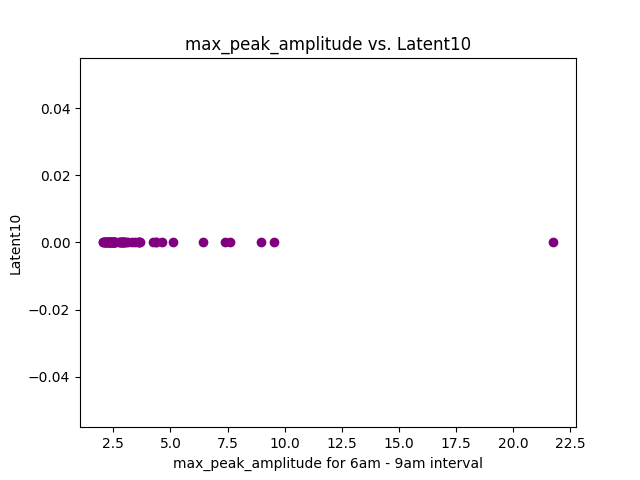 max_peak_amplitude vs. Latent10
Latent10
0.04
0.02
0.00
−0.02
−0.04
2.5 5.0 7.5 10.0 12.5 15.0 17.5 20.0 22.5
max_peak_amplitude for 6am - 9am interval